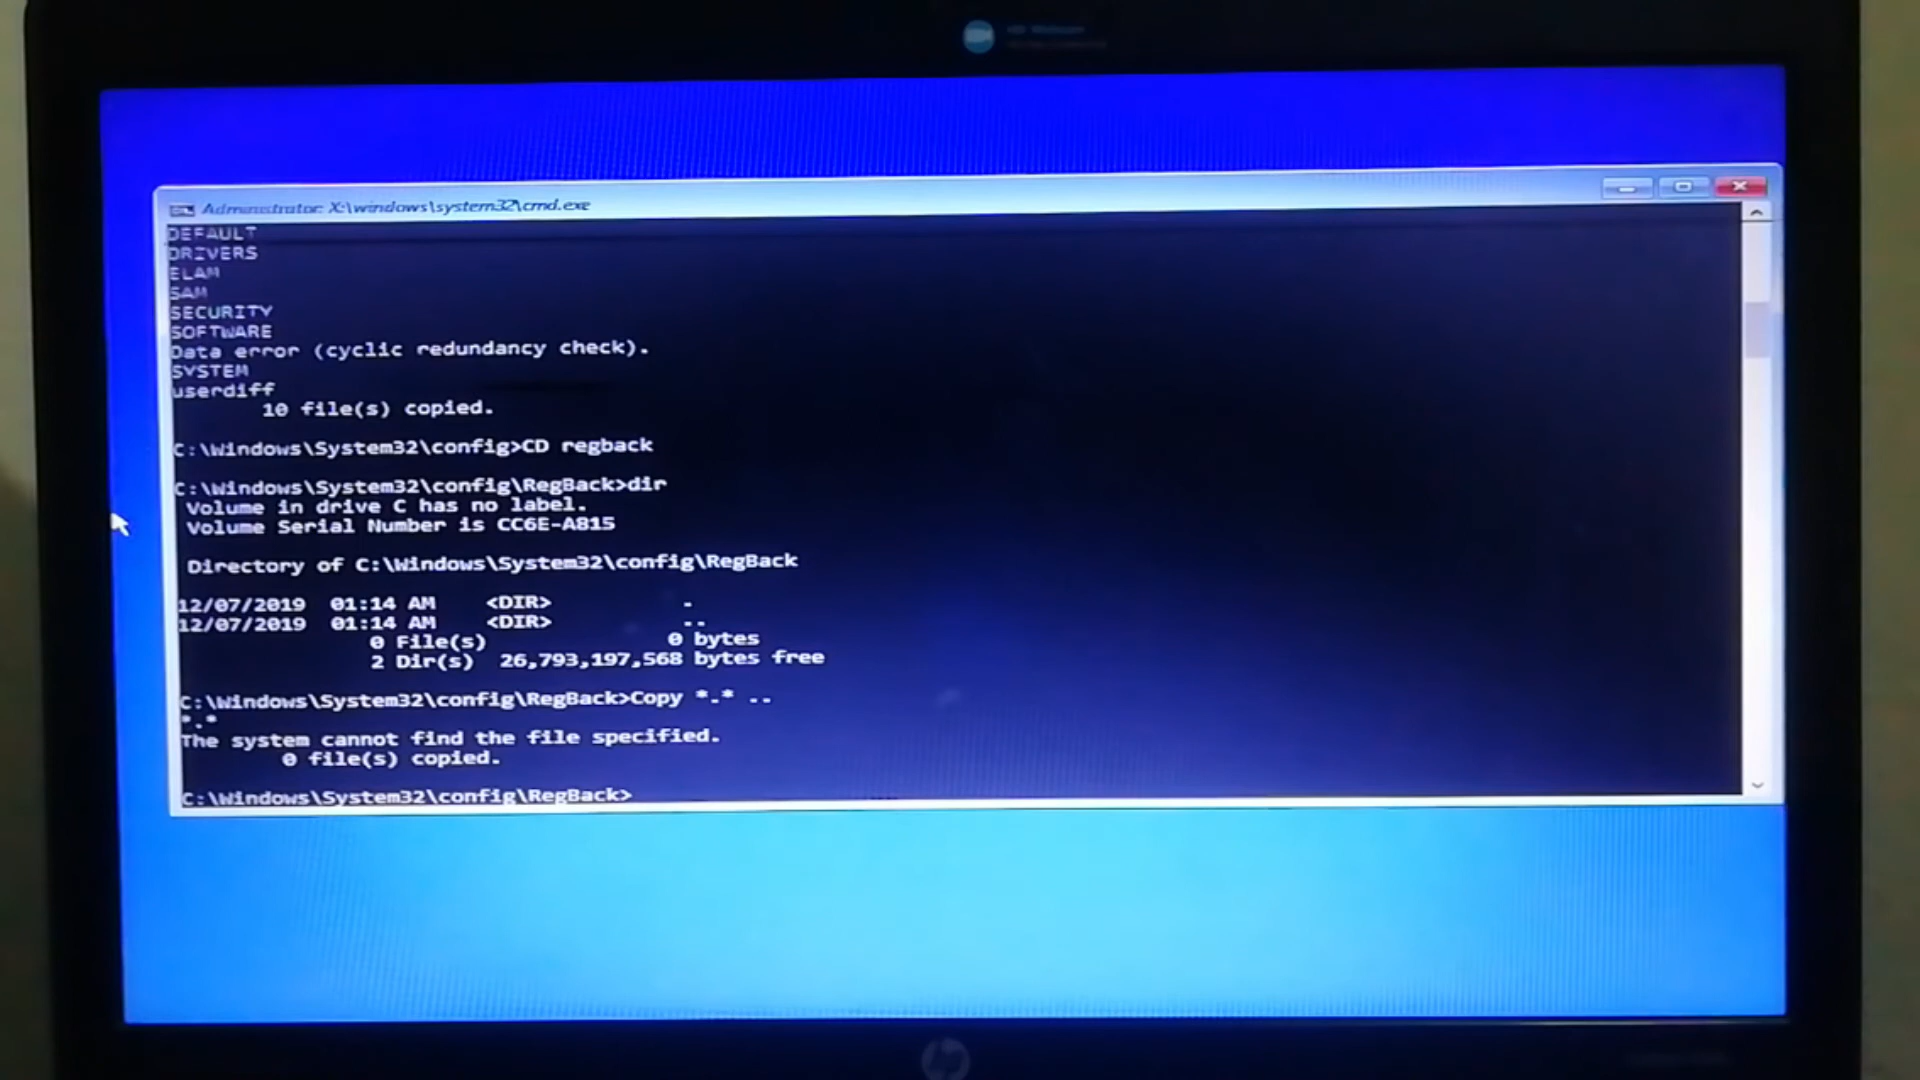 Administrator: X:\windows\system32\cmd.exe
DEFAULT
DRIVERS
ELAM
SAM
SECURITY
SOFTWARE
Data error (cyclic redundancy check).
SYSTEM
userdiff
10 file(s) copied.
C:\Windows\System32\config>CD regback
C:\Windows\System32\config\RegBack>dir
Volume in drive C has no label.
Volume Serial Number is CC6E-A815
Directory of C:\Windows\System32\config\RegBack
12/07/2019 01:14 AM <DIR> .
12/07/2019 01:14 AM <DIR> ..
0 File(s) 0 bytes
2 Dir(s) 26,793,197,568 bytes free
C:\Windows\System32\config\RegBack>Copy *.* ..
*.*
The system cannot find the file specified.
0 file(s) copied.
C:\Windows\System32\config\RegBack>
hp